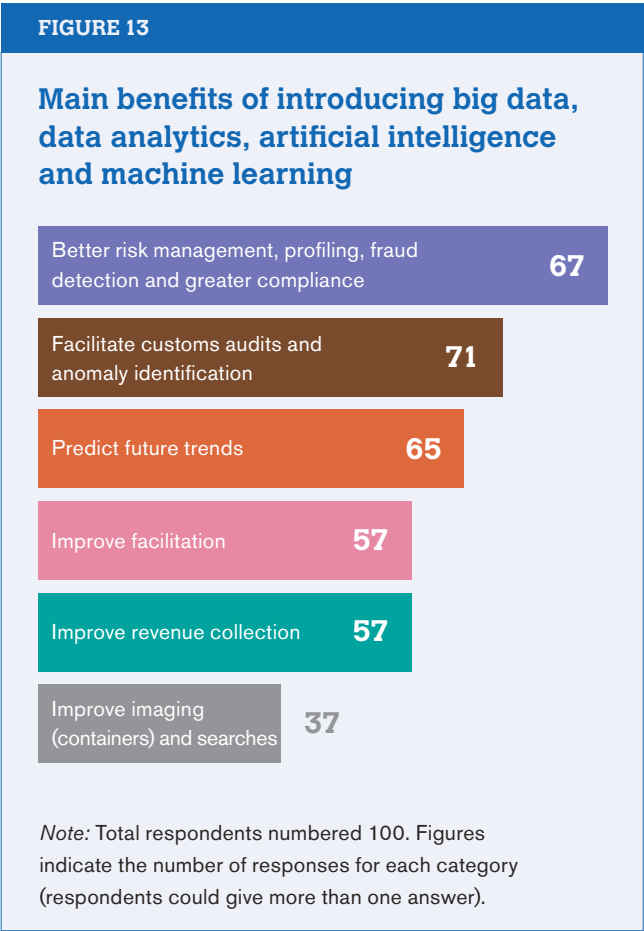 FIGURE 13
Main benefits of introducing big data,
data analytics, artificial intelligence
and machine learning
Better risk management, profiling, fraud
detection and greater compliance
67
Facilitate customs audits and
anomaly identification
71
Predict future trends
65
Improve facilitation
57
Improve revenue collection
57
Improve imaging
(containers) and searches
37
Note: Total respondents numbered 100. Figures
indicate the number of responses for each category
(respondents could give more than one answer).